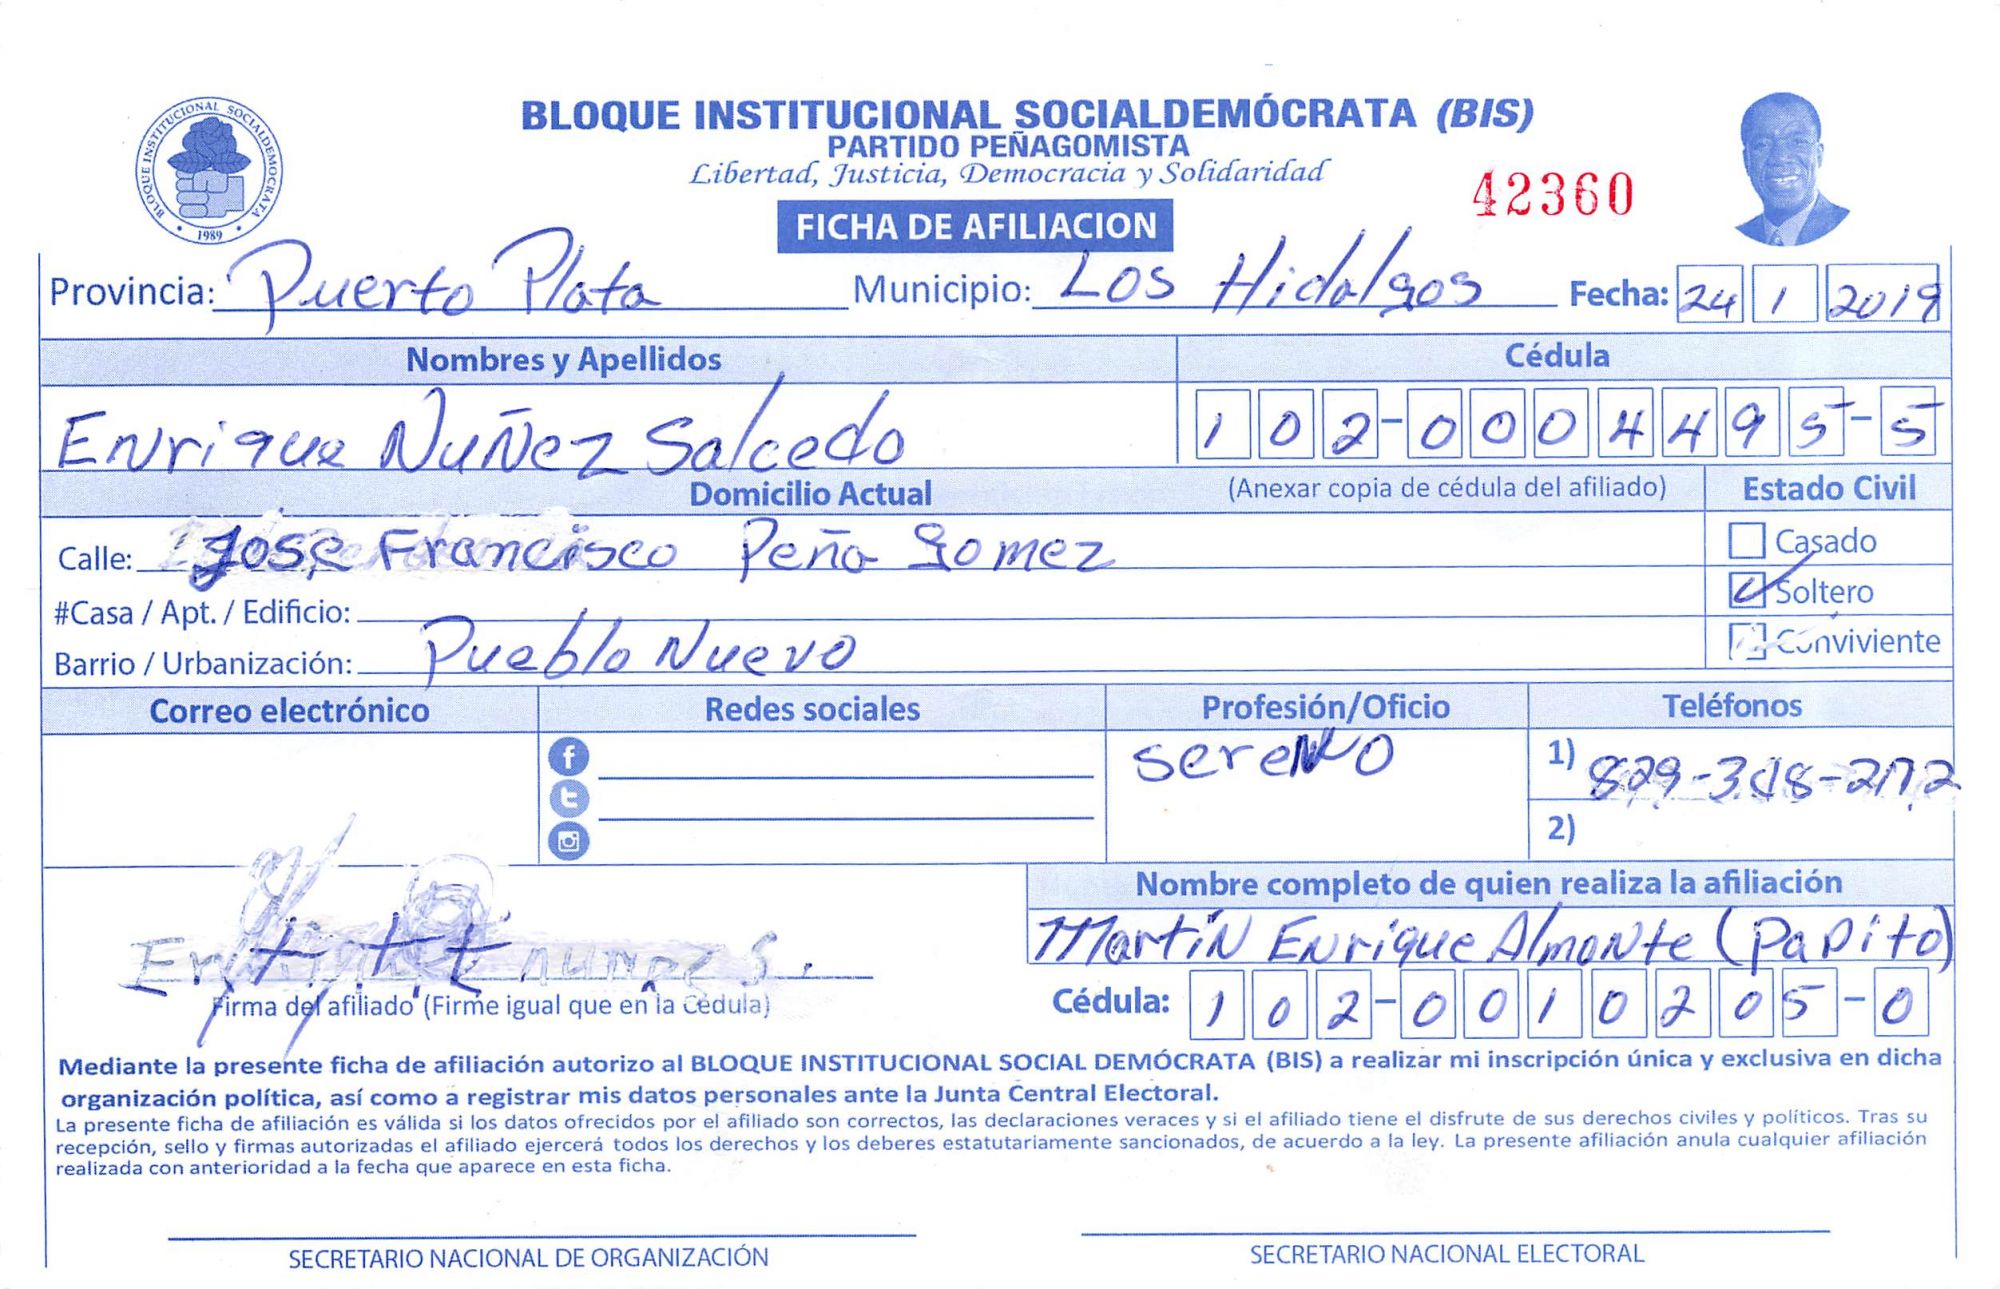 BLOQUE INSTITUCIONAL SOCIALDEMOCRATA
1989
BLOQUE INSTITUCIONAL SOCIALDEMÓCRATA (BIS)
PARTIDO PEÑAGOMISTA
Libertad, Justicia, Democracia y Solidaridad
42360
FICHA DE AFILIACION
Provincia: Puerto Plata Municipio: Los Hidalgos Fecha: 24 1 2019
Nombres y Apellidos Cédula
Enrique Nuñez Salcedo 102-0004495-5
Domicilio Actual (Anexar copia de cédula del afiliado) Estado Civil
Calle: Jose Francisco Peña Gomez Casado
#Casa / Apt. / Edificio: Soltero
Barrio / Urbanización: Pueblo Nuevo Conviviente
Correo electrónico Redes sociales Profesión/Oficio Teléfonos
sereno 1) 829-
2)
Nombre completo de quien realiza la afiliación
Martin Enrique Almonte (Papito)
nunez s.
Firma del afiliado (Firme igual que en la Cédula) Cédula: 102-0010205-0
Mediante la presente ficha de afiliación autorizo al BLOQUE INSTITUCIONAL SOCIAL DEMÓCRATA (BIS) a realizar mi inscripción única y exclusiva en dicha
organización política, así como a registrar mis datos personales ante la Junta Central Electoral.
La presente ficha de afiliación es válida si los datos ofrecidos por el afiliado son correctos, las declaraciones veraces y si el afiliado tiene el disfrute de sus derechos civiles y políticos. Tras su
recepción, sello y firmas autorizadas el afiliado ejercerá todos los derechos y los deberes estatutariamente sancionados, de acuerdo a la ley. La presente afiliación anula cualquier afiliación
realizada con anterioridad a la fecha que aparece en esta ficha.
SECRETARIO NACIONAL DE ORGANIZACIÓN SECRETARIO NACIONAL ELECTORAL